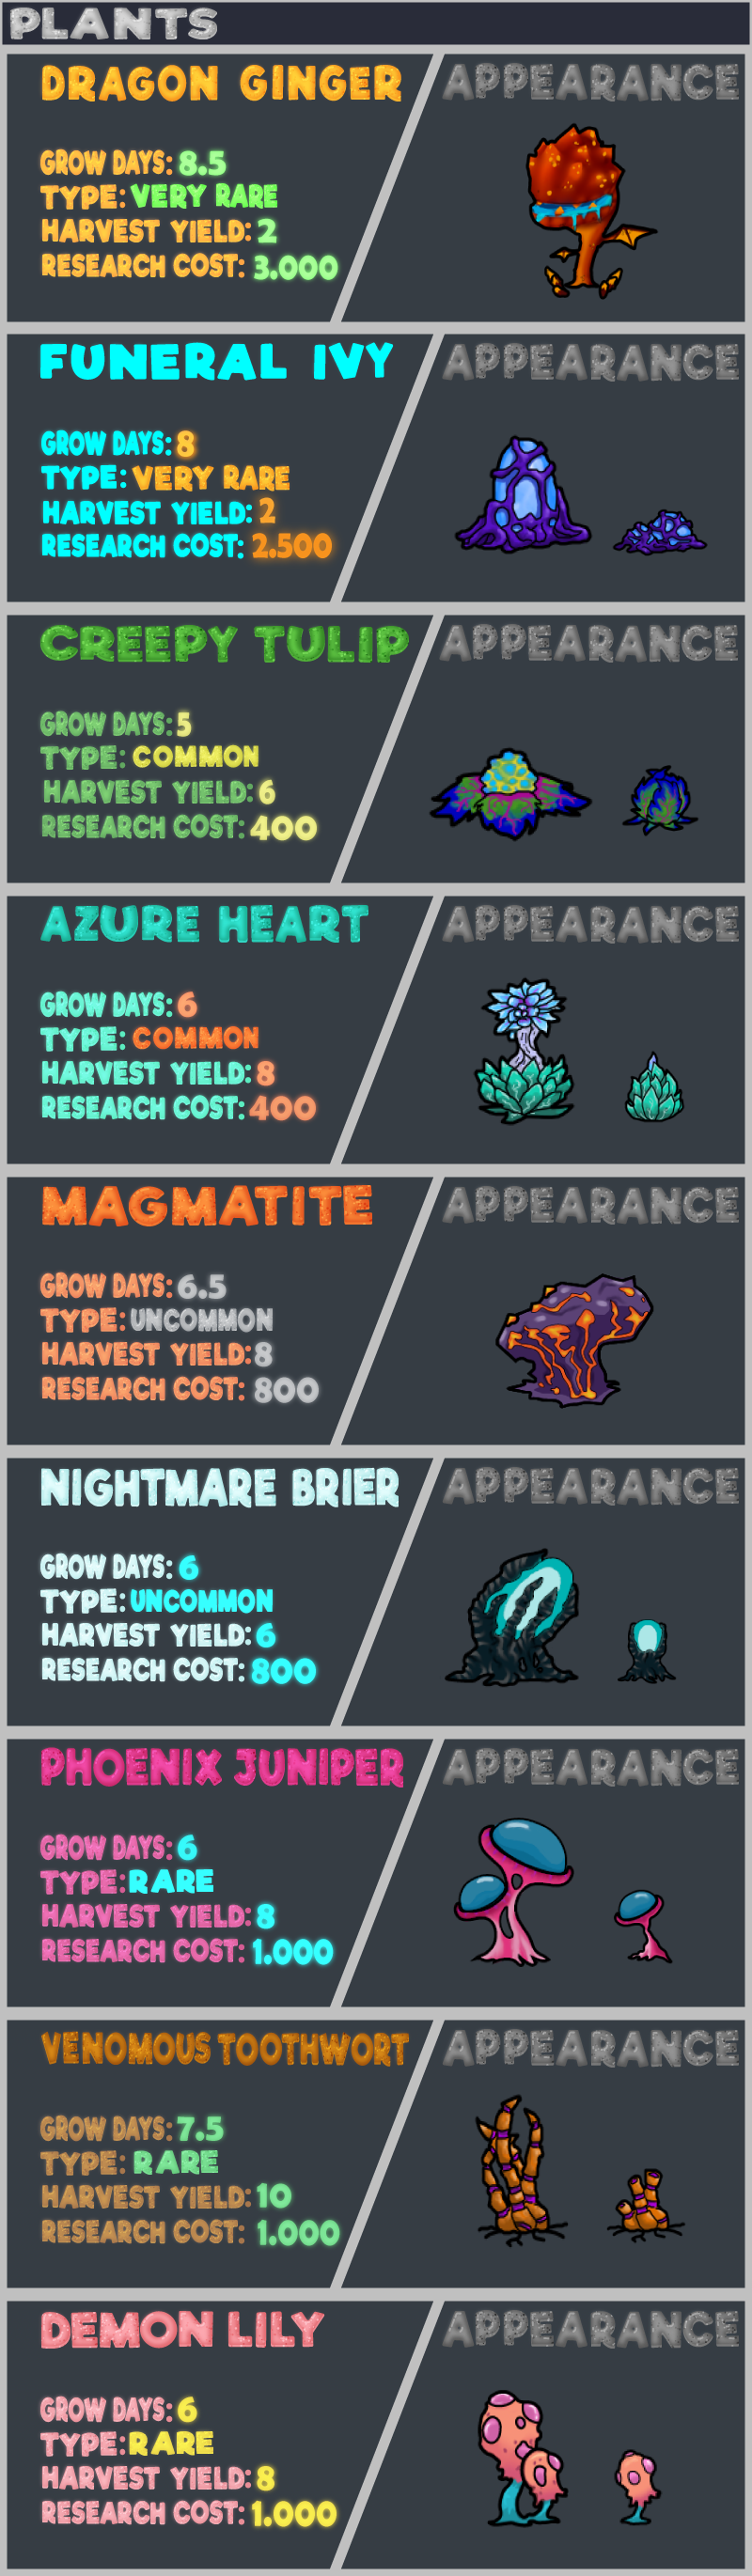 PLANTS
DRAGON GINGER
APPEARANCE
GROW DAYS: 8.5
TYPE: VERY RARE
HARVEST YIELD: 2
RESEARCH COST: 3.000
FUNERAL IVY
APPEARANCE
GROW DAYS: 8
TYPE: VERY RARE
HARVEST YIELD: 2
RESEARCH COST: 2.500
CREEPY TULIP
APPEARANCE
GROW DAYS: 5
TYPE: COMMON
HARVEST YIELD: 6
RESEARCH COST: 400
AZURE HEART
APPEARANCE
GROW DAYS: 6
TYPE: COMMON
HARVEST YIELD: 8
RESEARCH COST: 400
MAGMATITE
APPEARANCE
GROW DAYS: 6.5
TYPE: UNCOMMON
HARVEST YIELD: 8
RESEARCH COST: 800
NIGHTMARE BRIER
APPEARANCE
GROW DAYS: 6
TYPE: UNCOMMON
HARVEST YIELD: 6
RESEARCH COST: 800
PHOENIX JUNIPER
APPEARANCE
GROW DAYS: 6
TYPE: RARE
HARVEST YIELD: 8
RESEARCH COST: 1.000
VENOMOUS TOOTHWORT
APPEARANCE
GROW DAYS: 7.5
TYPE: RARE
HARVEST YIELD: 10
RESEARCH COST: 1.000
DEMON LILY
APPEARANCE
GROW DAYS: 6
TYPE: RARE
HARVEST YIELD: 8
RESEARCH COST: 1.000